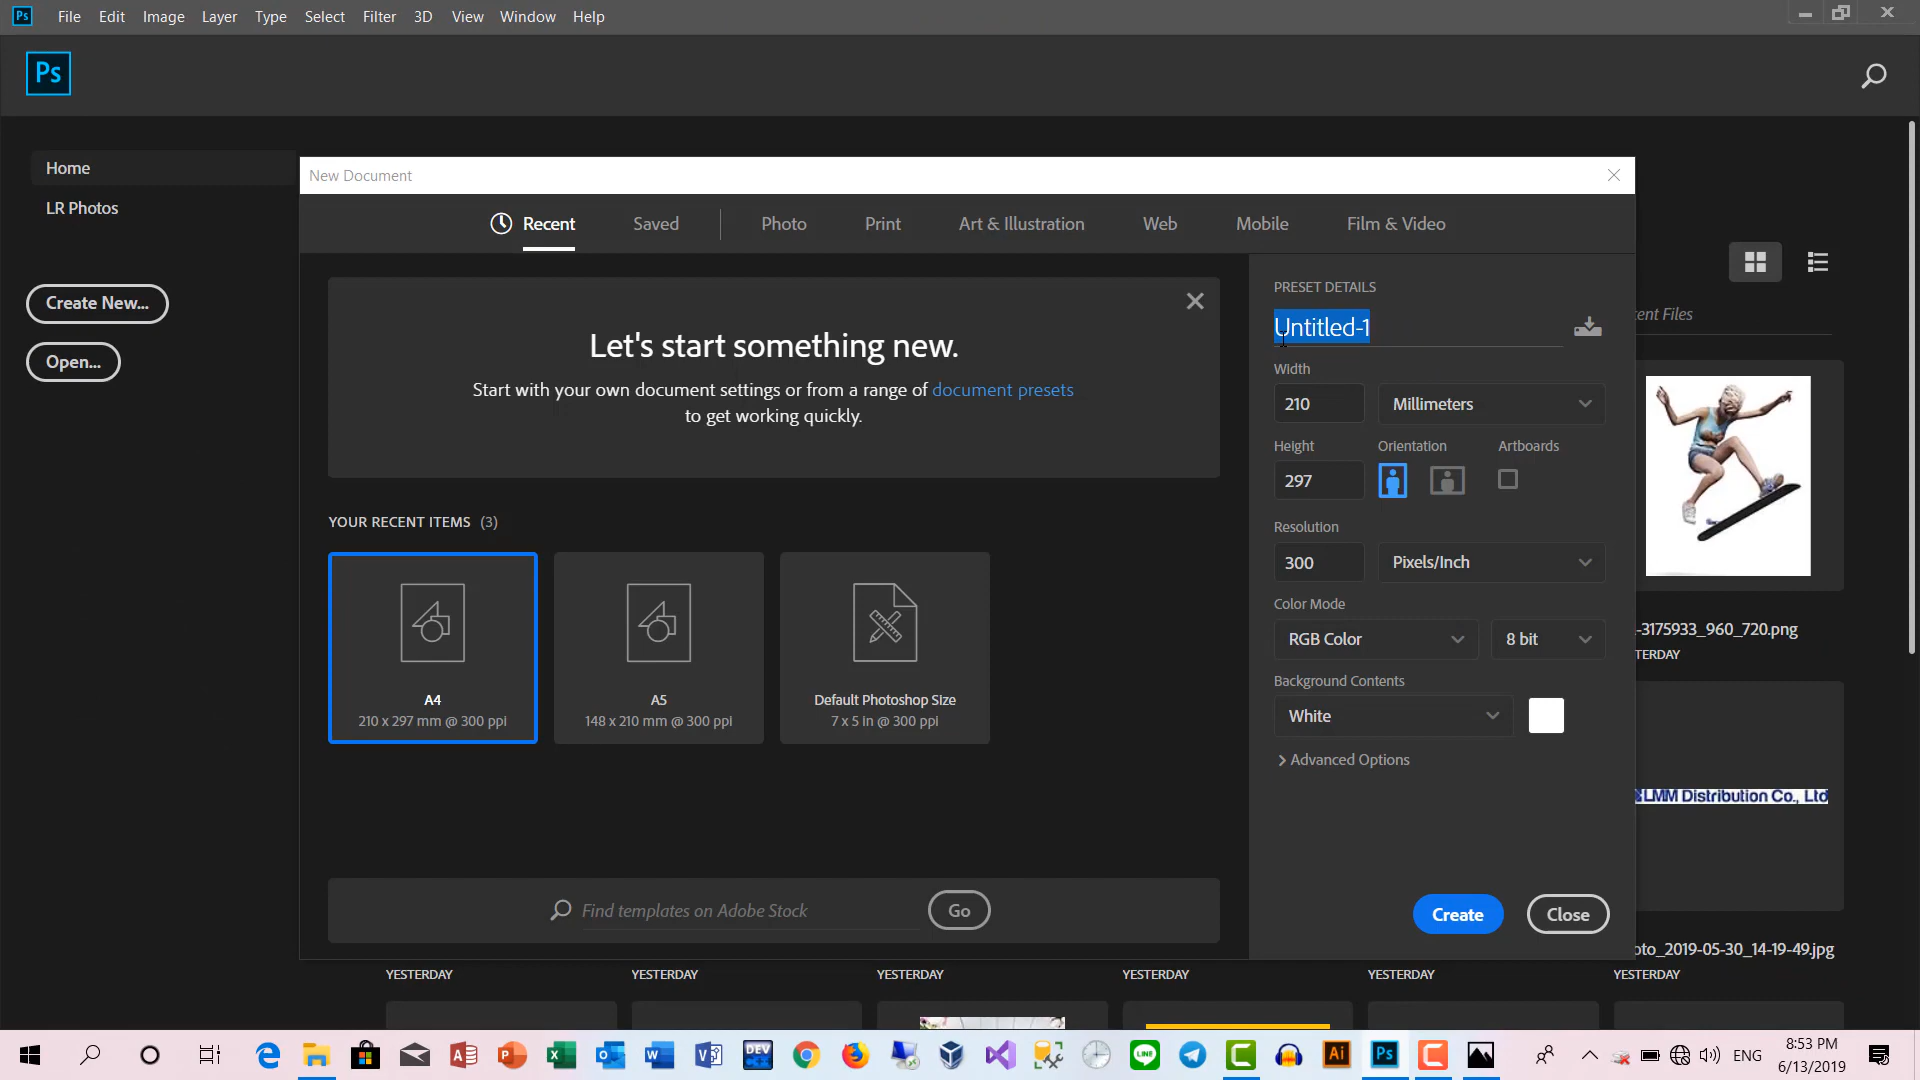 Ps File Edit Image Layer Type Select Filter 3D View Window Help
Ps
Home
LR Photos
Create New...
Open...
New Document
Recent Saved Photo Print Art & Illustration Web Mobile Film & Video
Let's start something new.
Start with your own document settings or from a range of document presets
to get working quickly.
YOUR RECENT ITEMS (3)
A4
210 x 297 mm @ 300 ppi
A5
148 x 210 mm @ 300 ppi
Default Photoshop Size
7 x 5 in @ 300 ppi
Find templates on Adobe Stock Go
PRESET DETAILS
Untitled-1
Width
210 Millimeters
Height Orientation Artboards
297
Resolution
300 Pixels/Inch
Color Mode
RGB Color 8 bit
Background Contents
White
Advanced Options
Create Close
ent Files
-3175933_960_720.png
TERDAY
LMM Distribution Co., Ltd
oto_2019-05-30_14-19-49.jpg
YESTERDAY YESTERDAY YESTERDAY YESTERDAY YESTERDAY YESTERDAY
DEV LINE Ai Ps ENG
8:53 PM
6/13/2019